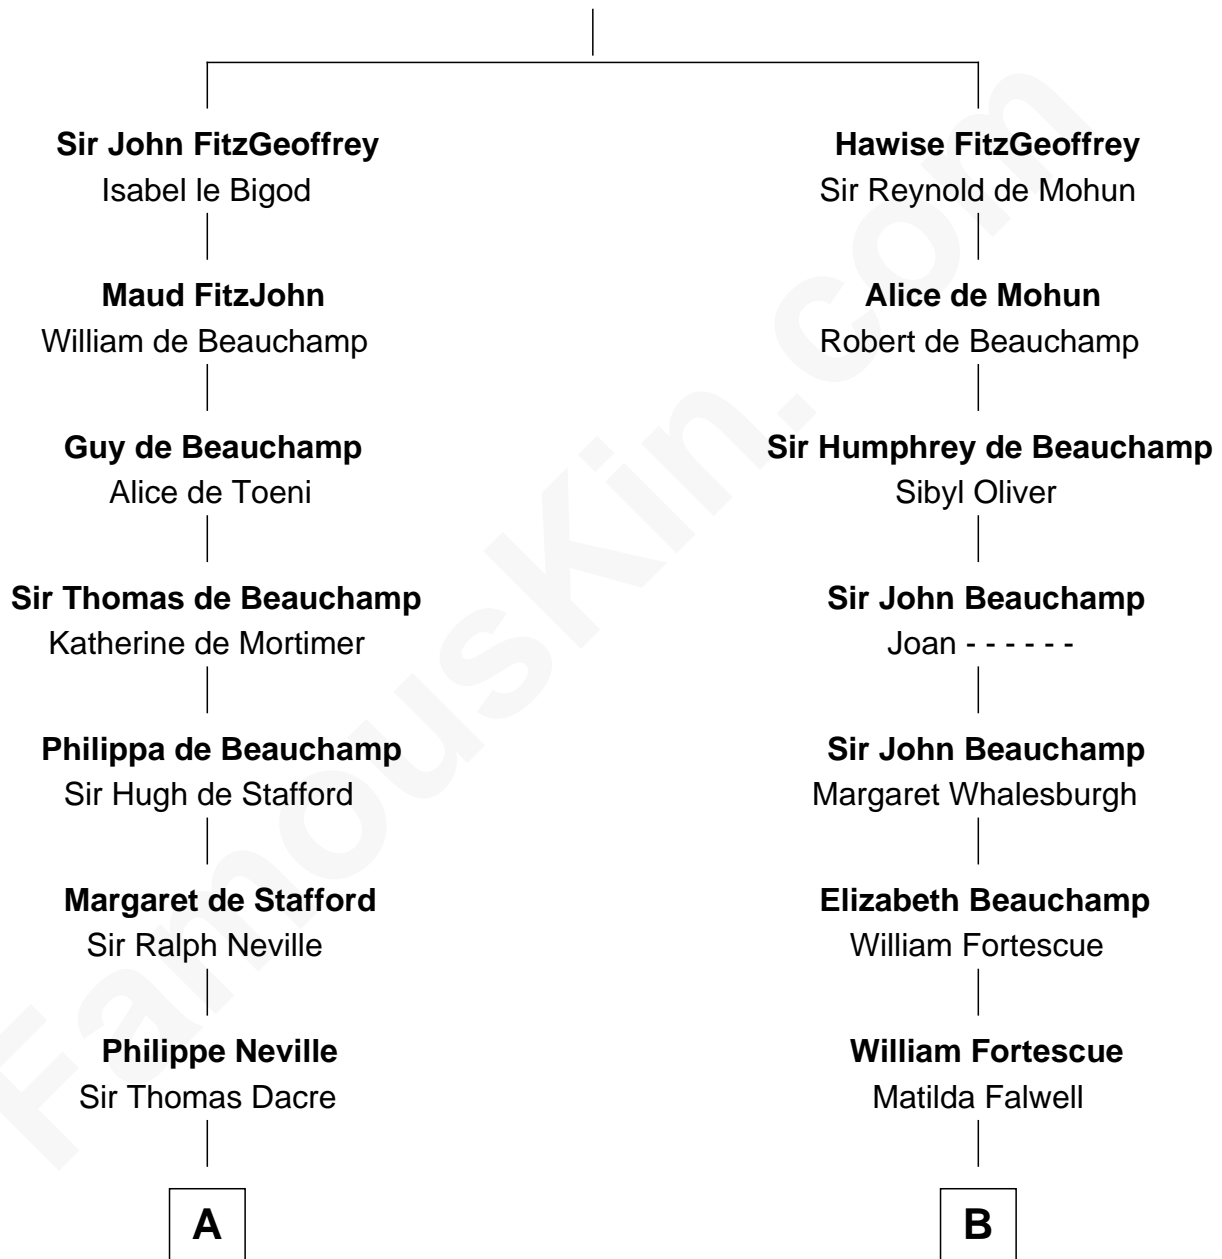 Sir John FitzGeoffrey
Isabel le Bigod
Maud FitzJohn
William de Beauchamp
Guy de Beauchamp
Alice de Toeni
Sir Thomas de Beauchamp
Katherine de Mortimer
Philippa de Beauchamp
Sir Hugh de Stafford
Margaret de Stafford
Sir Ralph Neville
Philippe Neville
Sir Thomas Dacre
A
Hawise FitzGeoffrey
Sir Reynold de Mohun
Alice de Mohun
Robert de Beauchamp
Sir Humphrey de Beauchamp
Sibyl Oliver
Sir John Beauchamp
Joan - - - - - -
Sir John Beauchamp
Margaret Whalesburgh
Elizabeth Beauchamp
William Fortescue
William Fortescue
Matilda Falwell
B
FamousKin.com